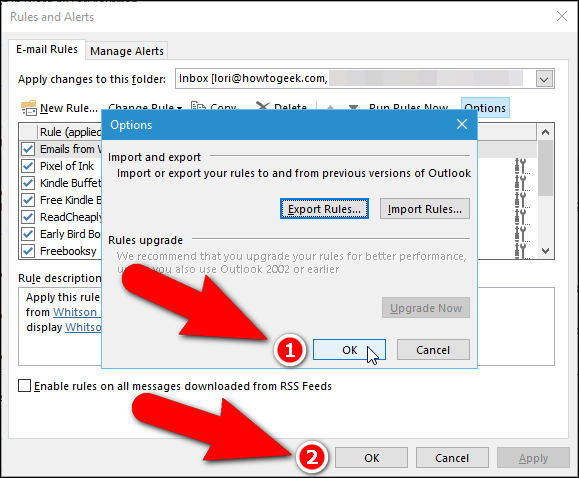 Rules and Alerts
E-mail Rules
Manage Alerts
Apply changes to this folder:
Inbox [lori@howtogeek.com,
New Rule... Change Rule Copy... Delete Run Rules Now... Options
Rule (applied
Emails from W
Pixel of Ink
Kindle Buffet
Free Kindle B
ReadCheaply
Early Bird Boo
Freebooksy
Rule description
Apply this rule
from Whitson
display Whitso
Enable rules on all messages downloaded from RSS Feeds
OK
Cancel
Apply
Options
Import and export
Import or export your rules to and from previous versions of Outlook
Export Rules...
Import Rules...
Rules upgrade
We recommend that you upgrade your rules for better performance,
you also use Outlook 2002 or earlier
Upgrade Now
1
OK
Cancel
2